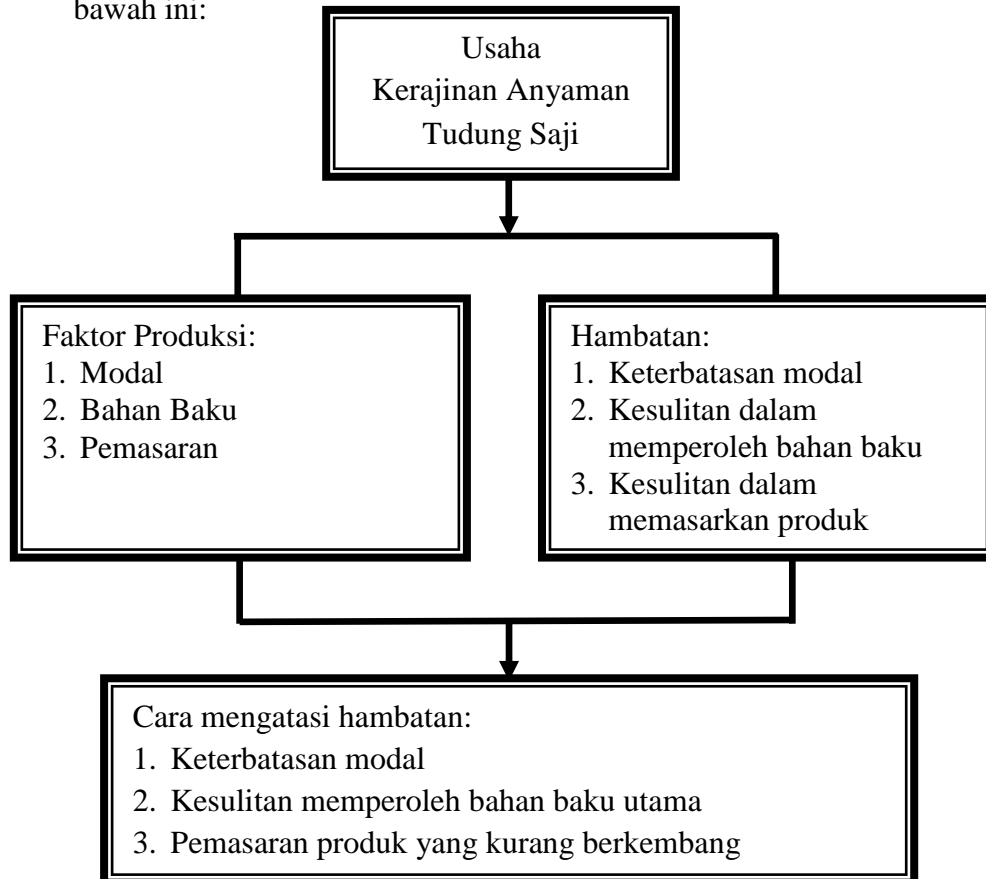 bawah ini:
Usaha
Kerajinan Anyaman
Tudung Saji
Faktor Produksi:
1. Modal
2. Bahan Baku
3. Pemasaran
Hambatan:
1. Keterbatasan modal
2. Kesulitan dalam
memperoleh bahan baku
3. Kesulitan dalam
memasarkan produk
Cara mengatasi hambatan:
1. Keterbatasan modal
2. Kesulitan memperoleh bahan baku utama
3. Pemasaran produk yang kurang berkembang